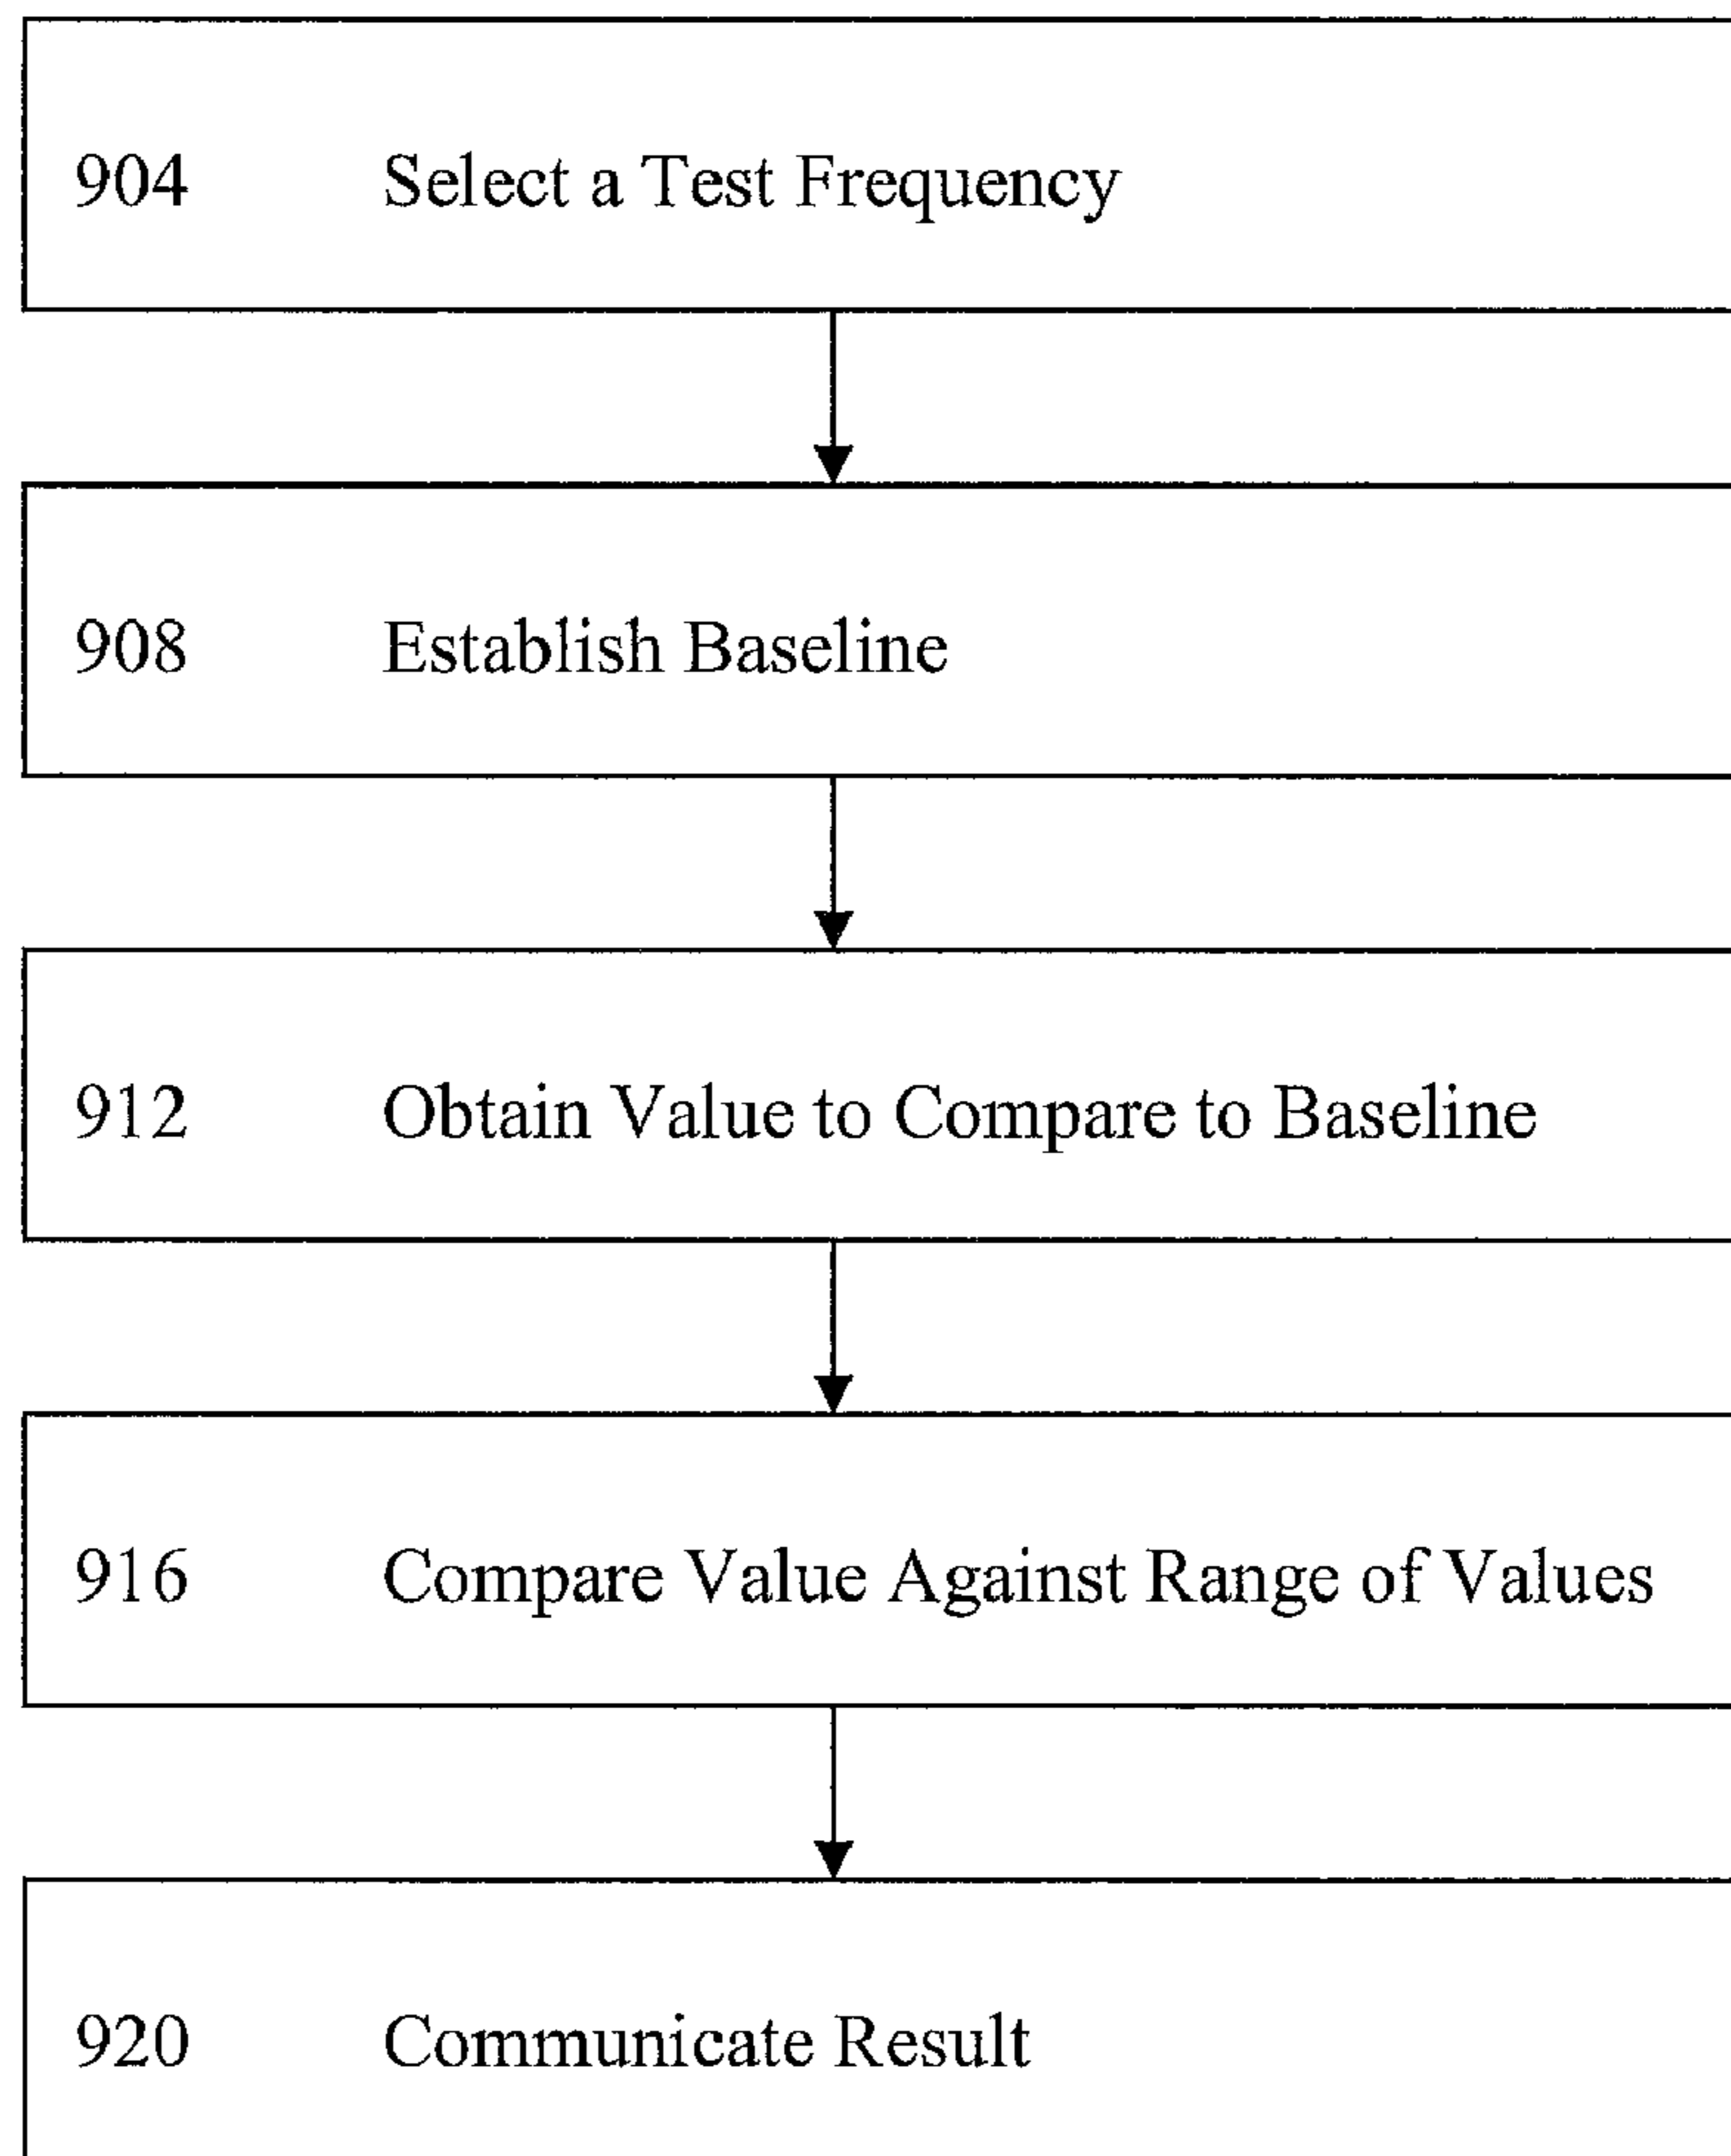 904 Select a Test Frequency
908 Establish Baseline
912 Obtain Value to Compare to Baseline
916 Compare Value Against Range of Values
920 Communicate Result